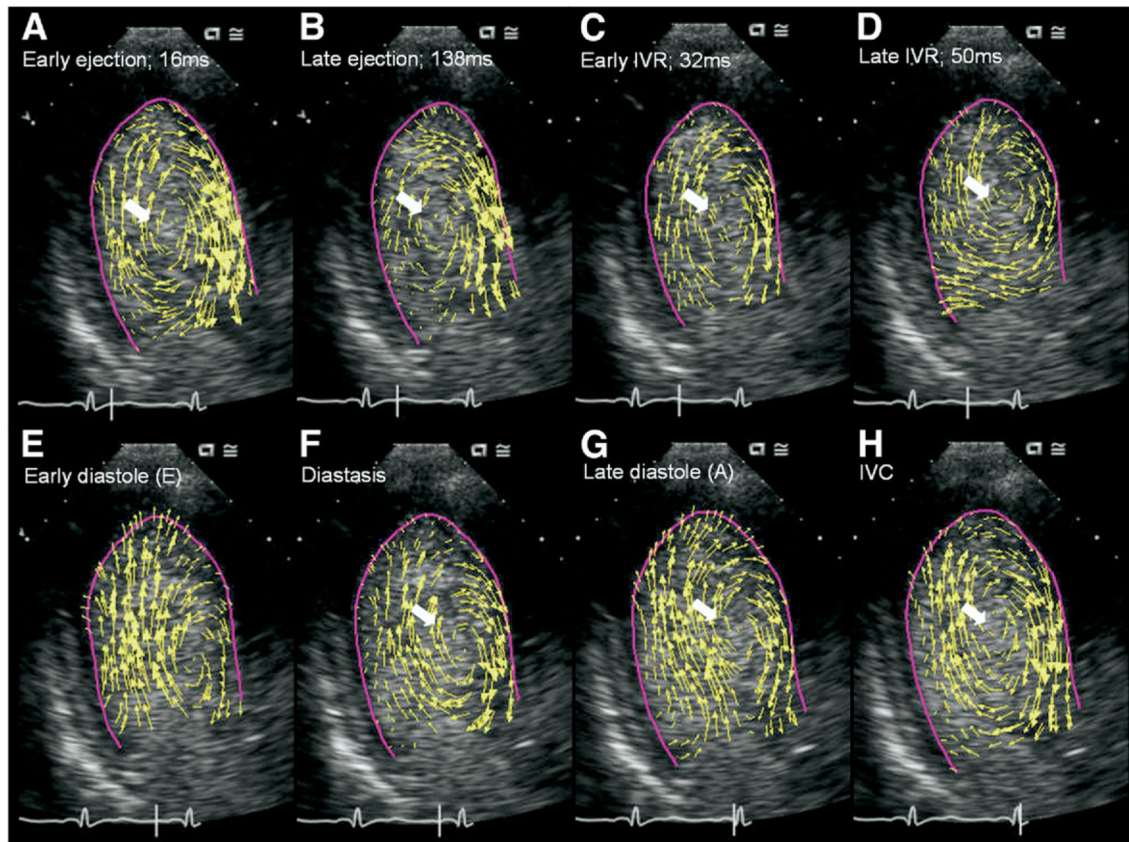 A
Early ejection; 16ms
B
Late ejection; 138ms
C
Early IVR; 32ms
D
Late IVR; 50ms
E
Early diastole (E)
F
Diastasis
G
Late diastole (A)
H
IVC